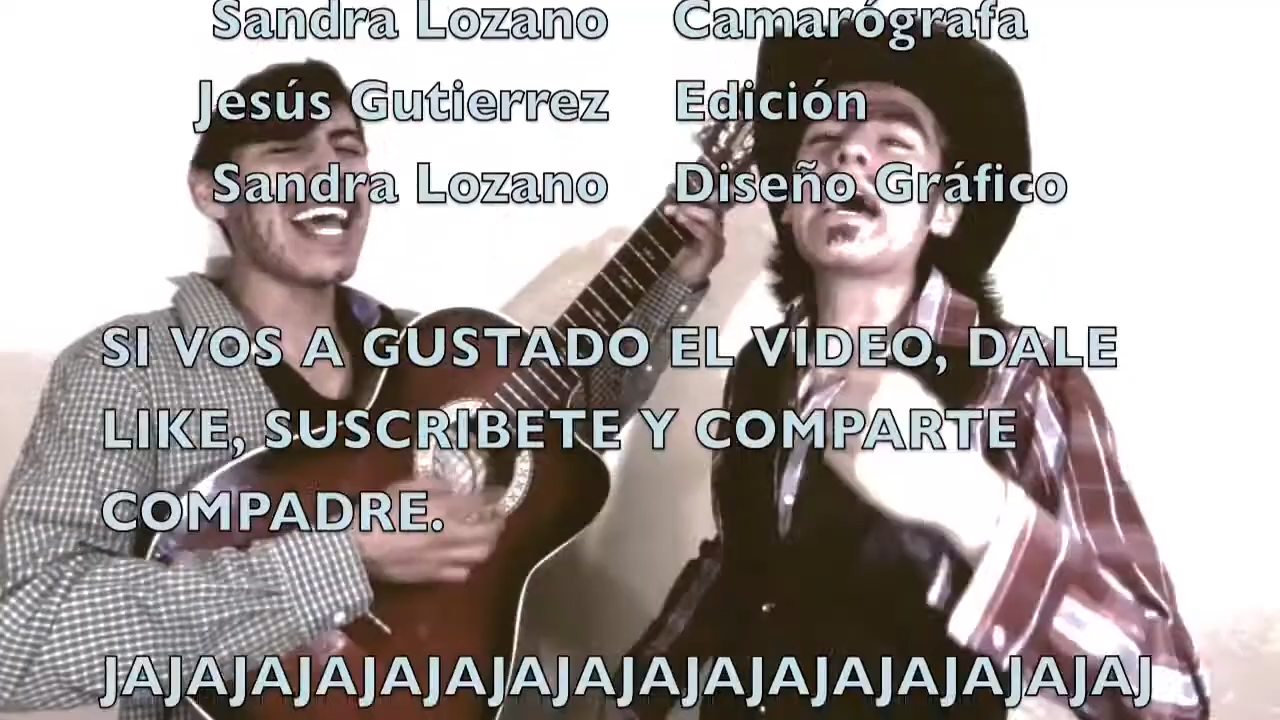 Sandra Lozano Camarógrafa
Jesús Gutierrez Edición
Sandra Lozano Diseño Gráfico
SI VOS A GUSTADO EL VIDEO, DALE
LIKE, SUSCRIBETE Y COMPARTE
COMPADRE.
JAJAJAJAJAJAJAJAJAJAJAJAJAJAJAJAJ